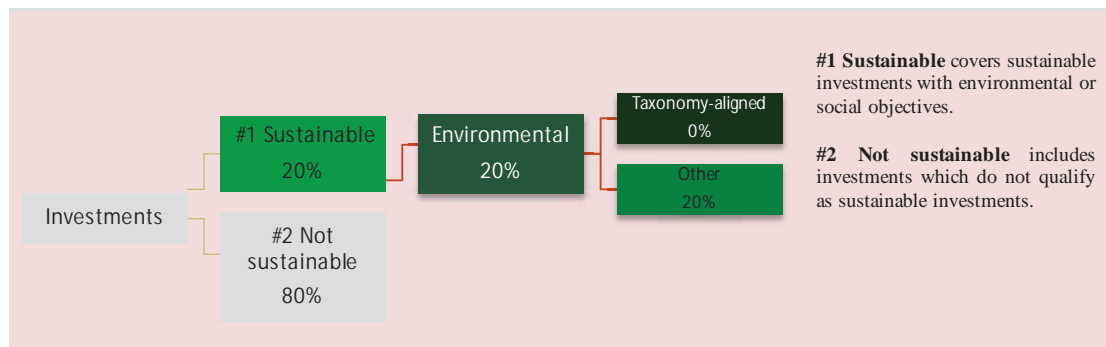 Investments
#1 Sustainable
20%
#2 Not
sustainable
80%
Environmental
20%
Taxonomy-aligned
0%
Other
20%
#1 Sustainable covers sustainable
investments with environmental or
social objectives.
#2 Not sustainable includes
investments which do not qualify
as sustainable investments.